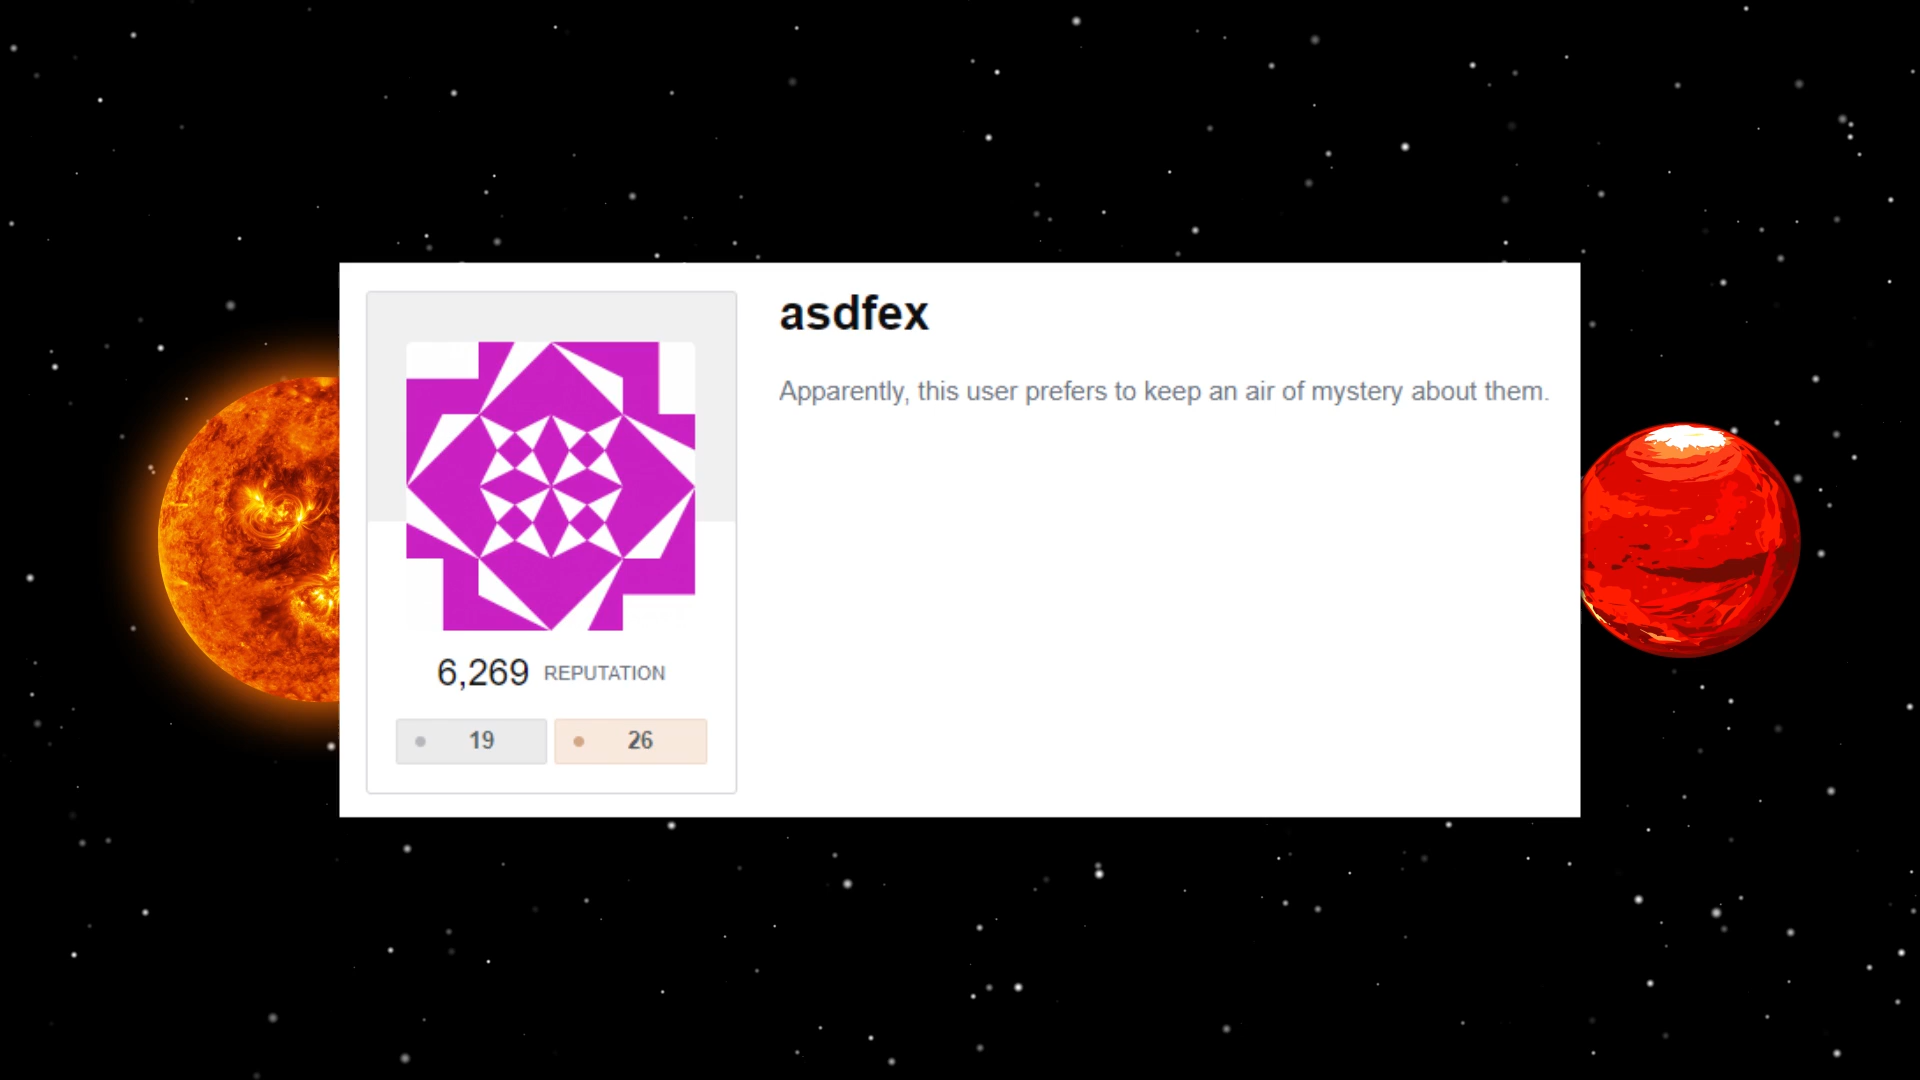 asdfex
Apparently, this user prefers to keep an air of mystery about them.
6,269 REPUTATION
19 26